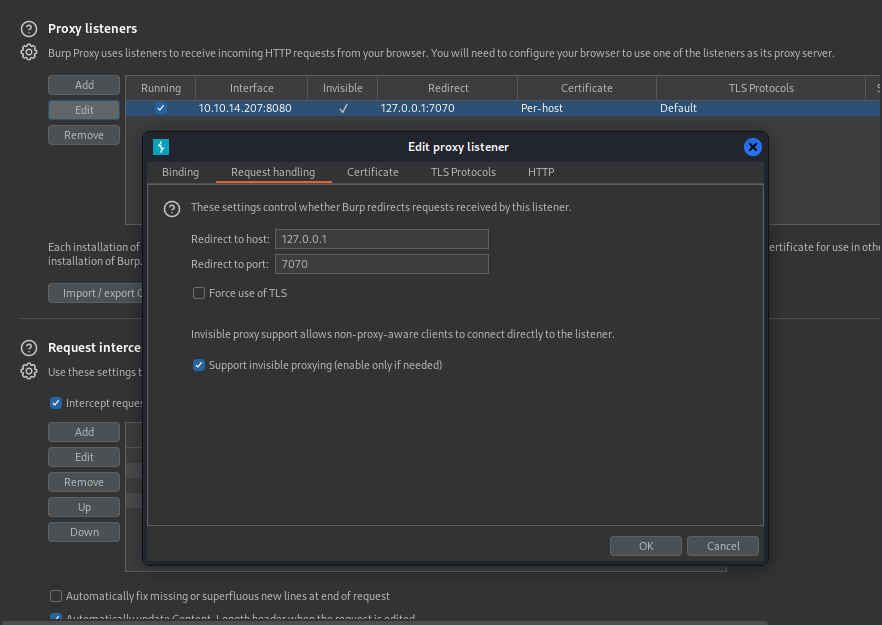 Proxy listeners
Burp Proxy uses listeners to receive incoming HTTP requests from your browser. You will need to configure your browser to use one of the listeners as its proxy server.
Add
Edit
Remove
Running Interface Invisible Redirect Certificate TLS Protocols
10.10.14.207:8080 127.0.0.1:7070 Per-host Default
Edit proxy listener
Binding Request handling Certificate TLS Protocols HTTP
These settings control whether Burp redirects requests received by this listener.
Redirect to host: 127.0.0.1
Redirect to port: 7070
Force use of TLS
Invisible proxy support allows non-proxy-aware clients to connect directly to the listener.
Support invisible proxying (enable only if needed)
OK Cancel
Each installation of
ertificate for use in othe
installation of Burp.
Import / export C
Request interce
Use these settings t
Intercept reques
Add
Edit
Remove
Up
Down
Automatically fix missing or superfluous new lines at end of request
Automatically update Content-Length header when the request is edited